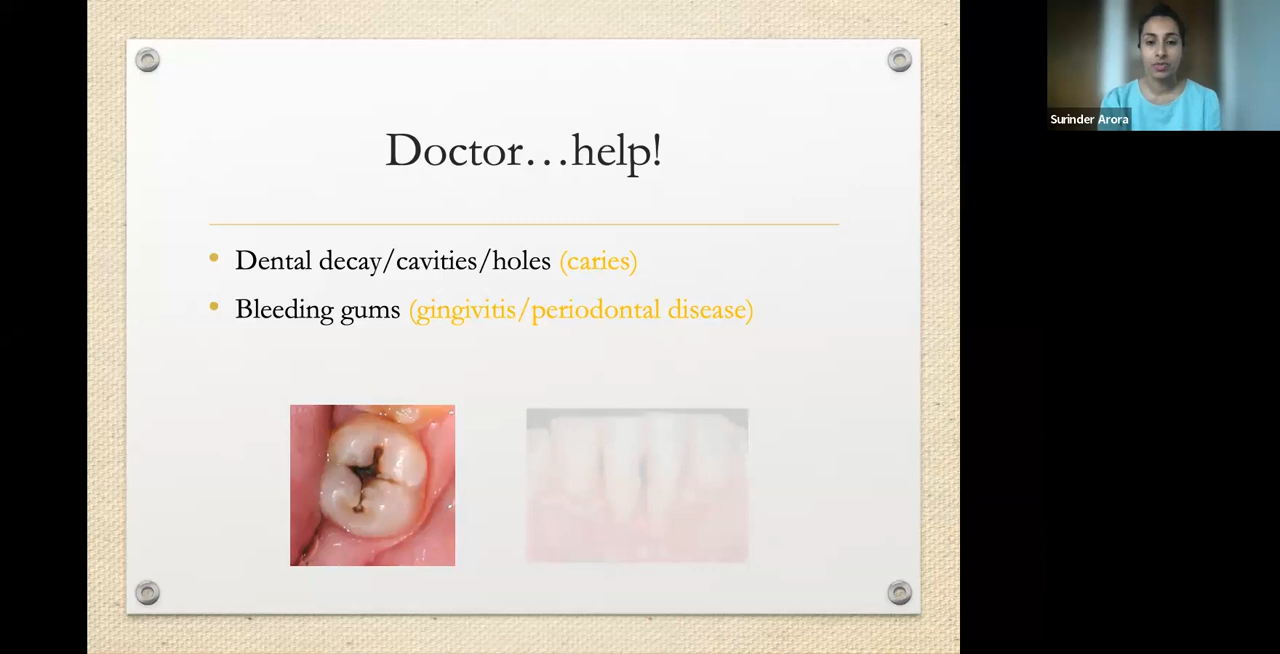 Doctor…help!
Dental decay/cavities/holes (caries)
Bleeding gums (gingivitis/periodontal disease)
Surinder Arora